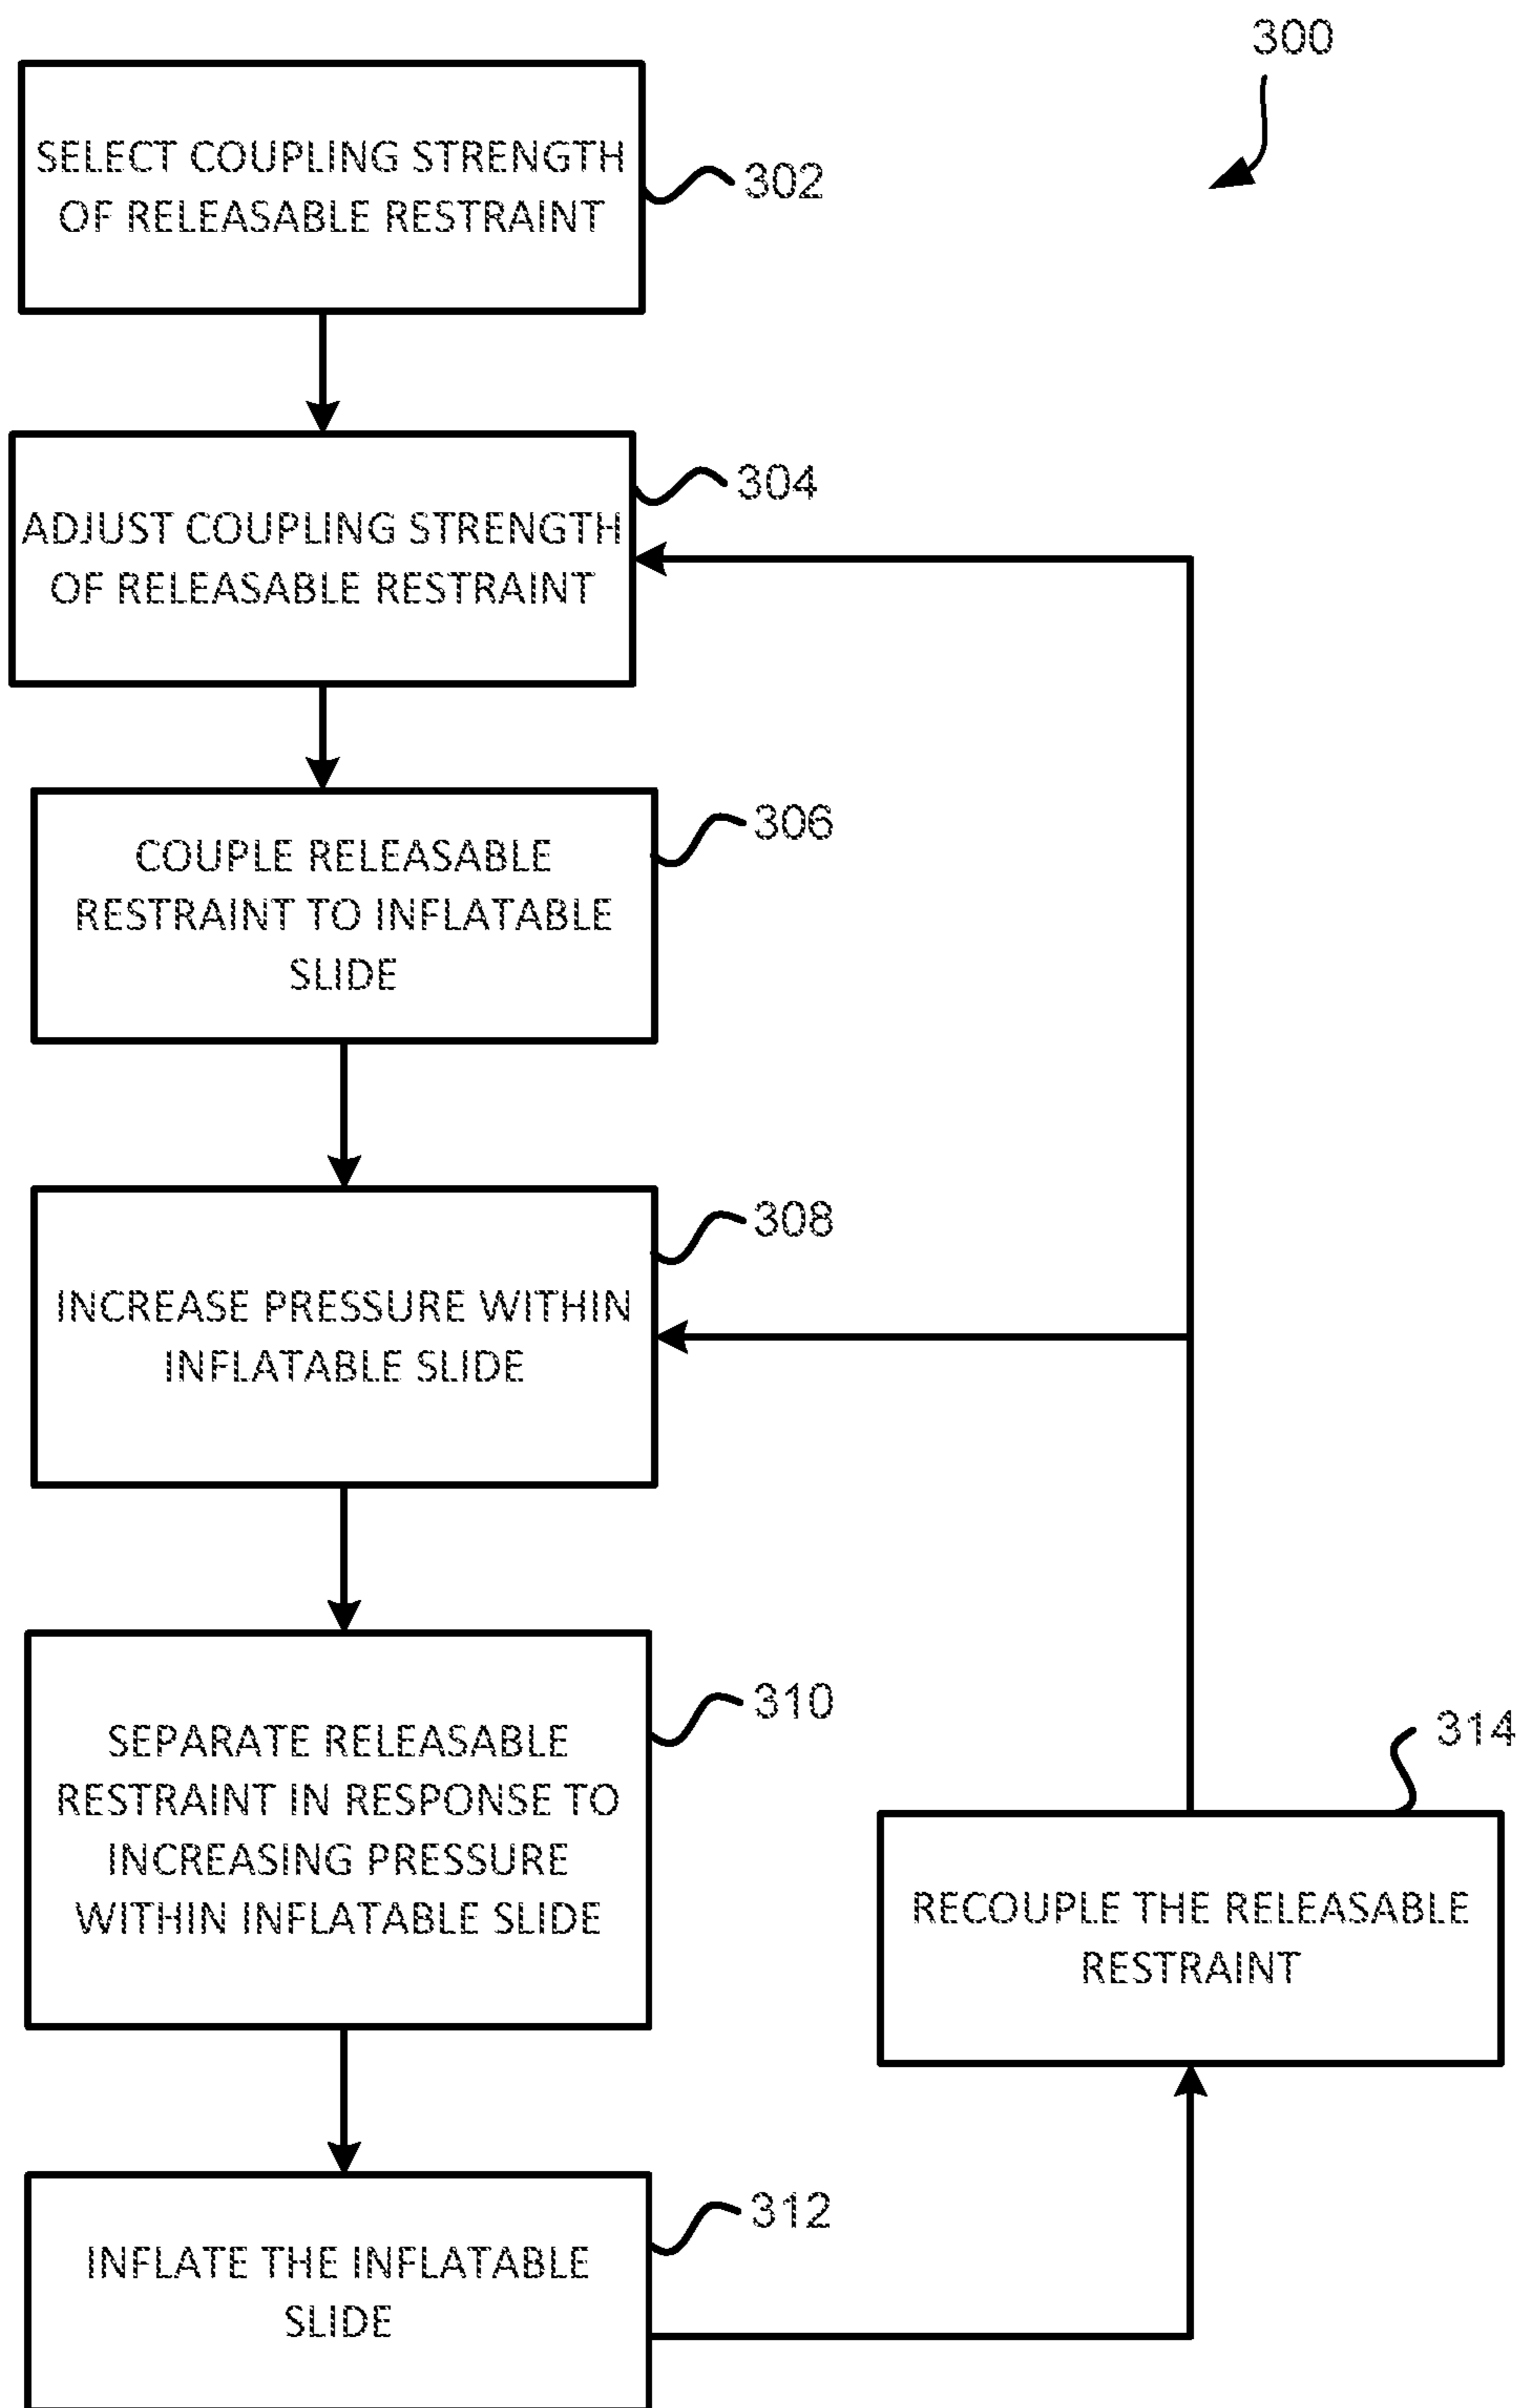 300
SELECT COUPLING STRENGTH
OF RELEASABLE RESTRAINT
302
ADJUST COUPLING STRENGTH
OF RELEASABLE RESTRAINT
304
COUPLE RELEASABLE
RESTRAINT TO INFLATABLE
SLIDE
306
INCREASE PRESSURE WITHIN
INFLATABLE SLIDE
308
SEPARATE RELEASABLE
RESTRAINT IN RESPONSE TO
INCREASING PRESSURE
WITHIN INFLATABLE SLIDE
310
INFLATE THE INFLATABLE
SLIDE
312
RECOUPLE THE RELEASABLE
RESTRAINT
314